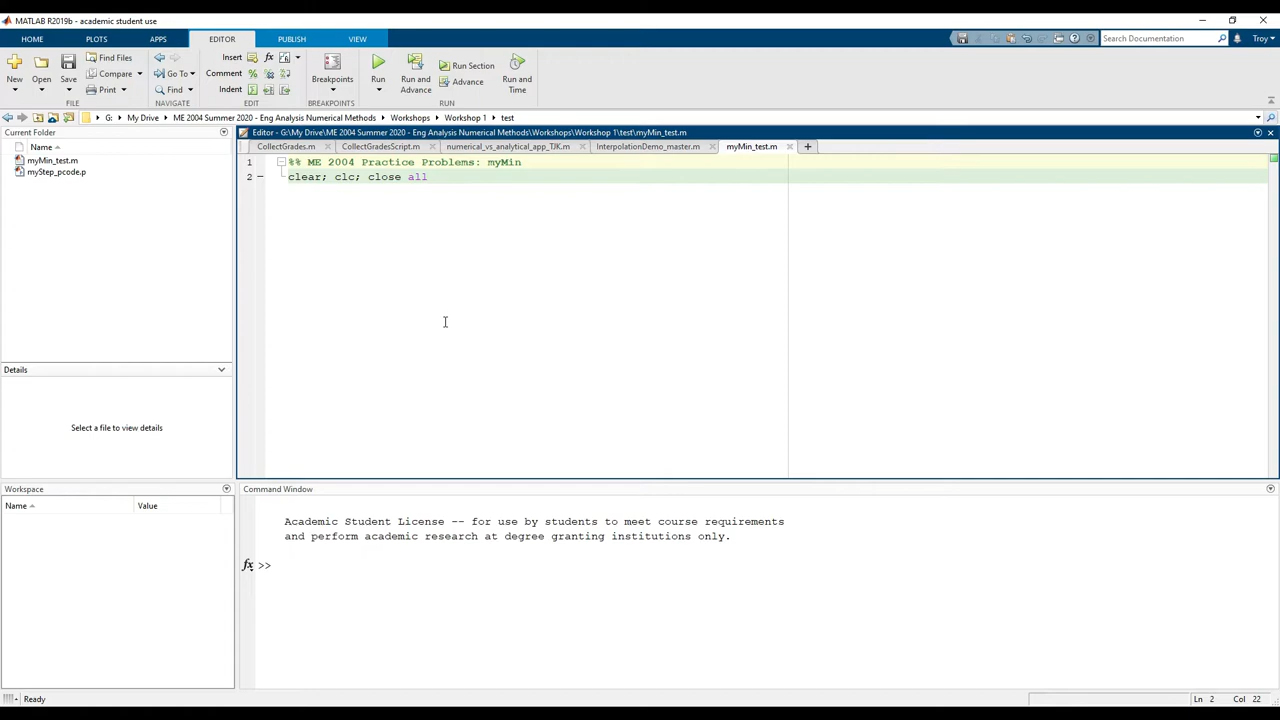 MATLAB R2019b - academic student use
HOME PLOTS APPS EDITOR PUBLISH VIEW
Search Documentation Troy
New Open Save Find Files Compare Print
Go To Find
Insert Comment Indent
Breakpoints
Run Run and Advance Run Section Advance Run and Time
FILE NAVIGATE EDIT BREAKPOINTS RUN
G: My Drive ME 2004 Summer 2020 - Eng Analysis Numerical Methods Workshops Workshop 1 test
Current Folder
Name
myMin_test.m
myStep_pcode.p
Details
Select a file to view details
Workspace
Name Value
Editor - G:\My Drive\ME 2004 Summer 2020 - Eng Analysis Numerical Methods\Workshops\Workshop 1\test\myMin_test.m
CollectGrades.m CollectGradesScript.m numerical_vs_analytical_app_TJK.m InterpolationDemo_master.m myMin_test.m
1 %% ME 2004 Practice Problems: myMin
2 clear; clc; close all
Command Window
Academic Student License -- for use by students to meet course requirements
and perform academic research at degree granting institutions only.
fx >>
Ready
Ln 2 Col 22